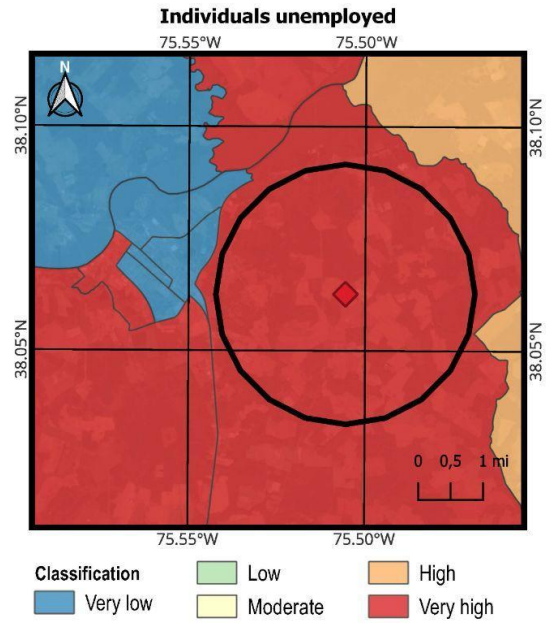 Individuals unemployed
75.55°W 75.50°W
N
38.10°N 38.10°N
38.05°N 38.05°N
0 0,5 1 mi
75.55°W 75.50°W
Classification
Low High
Very low Moderate Very high